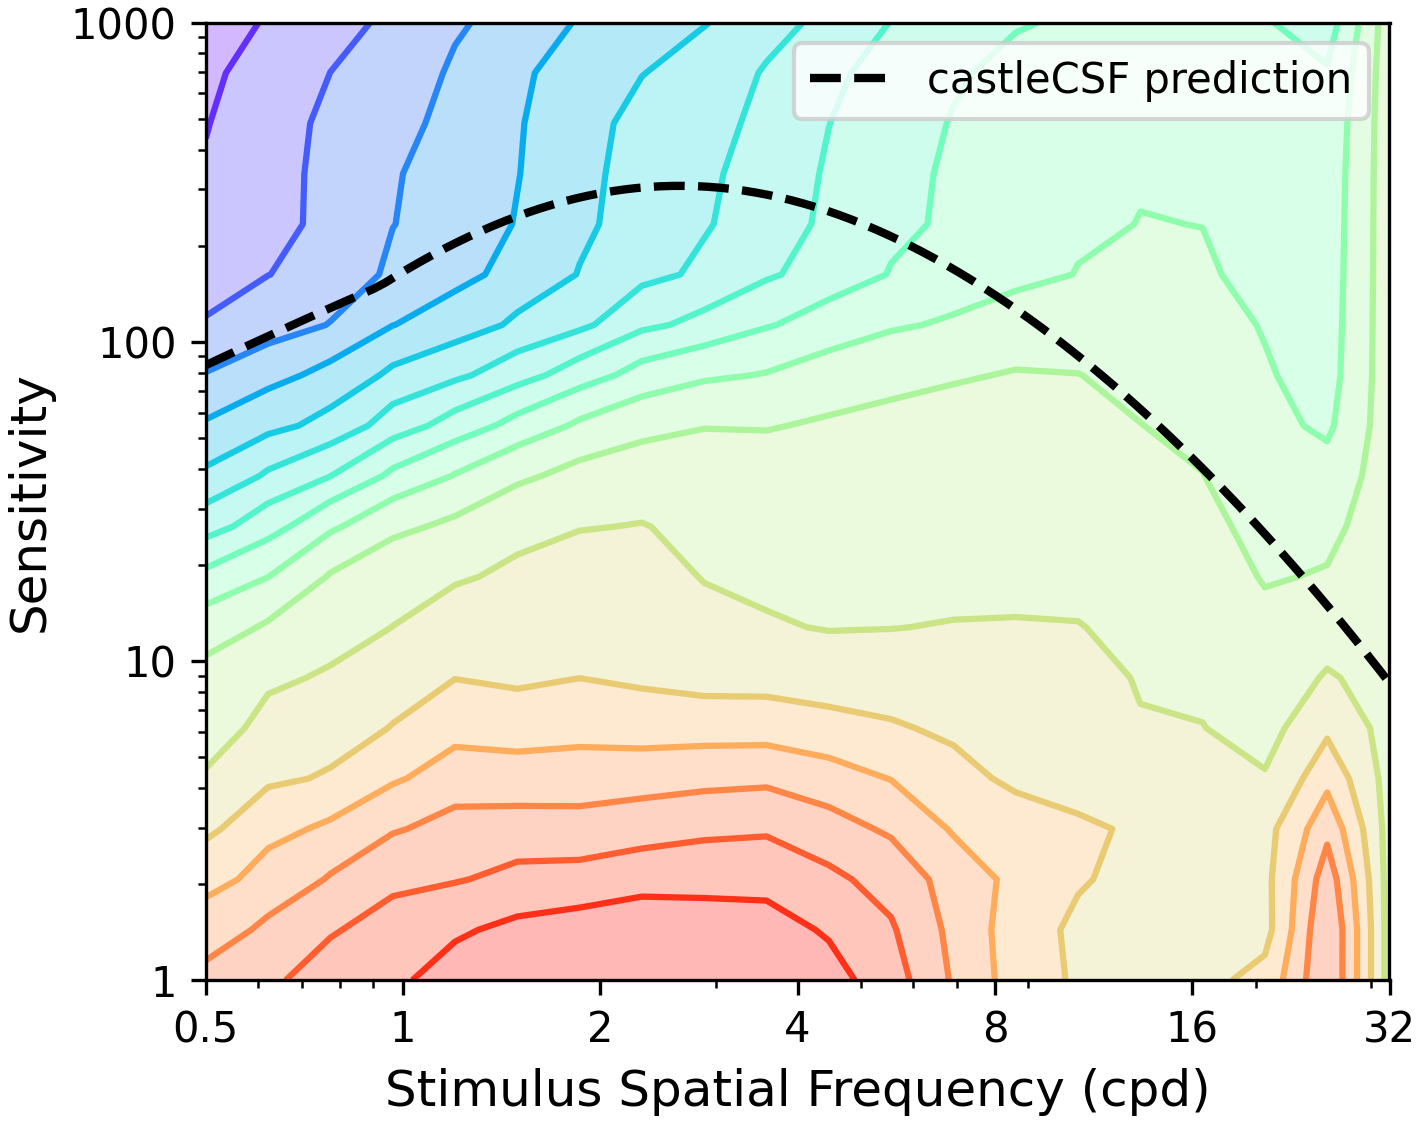 1000
100
10
1
Sensitivity
castleCSF prediction
0.5 1 2 4 8 16 32
Stimulus Spatial Frequency (cpd)